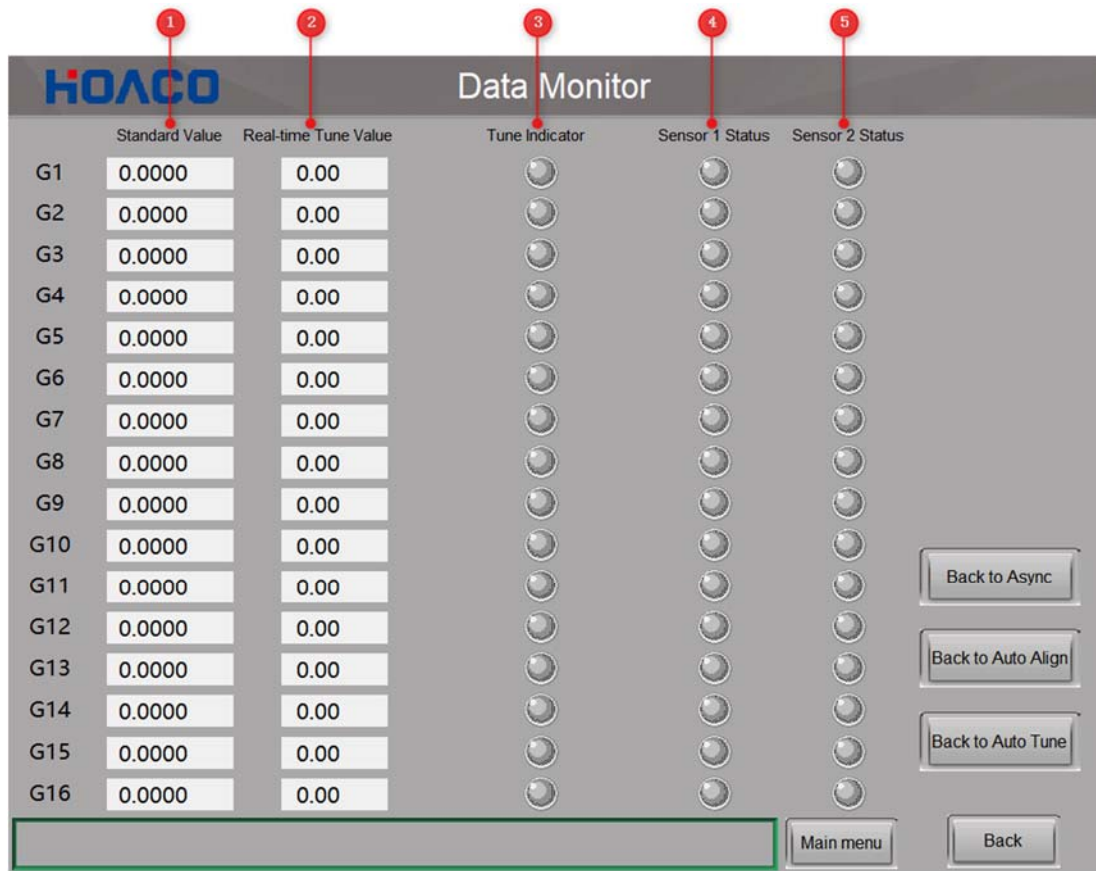 1 2 3 4 5
HOACO Data Monitor
Standard Value Real-time Tune Value Tune Indicator Sensor 1 Status Sensor 2 Status
G1 0.0000 0.00
G2 0.0000 0.00
G3 0.0000 0.00
G4 0.0000 0.00
G5 0.0000 0.00
G6 0.0000 0.00
G7 0.0000 0.00
G8 0.0000 0.00
G9 0.0000 0.00
G10 0.0000 0.00
G11 0.0000 0.00 Back to Async
G12 0.0000 0.00
G13 0.0000 0.00 Back to Auto Align
G14 0.0000 0.00
G15 0.0000 0.00 Back to Auto Tune
G16 0.0000 0.00
Main menu Back